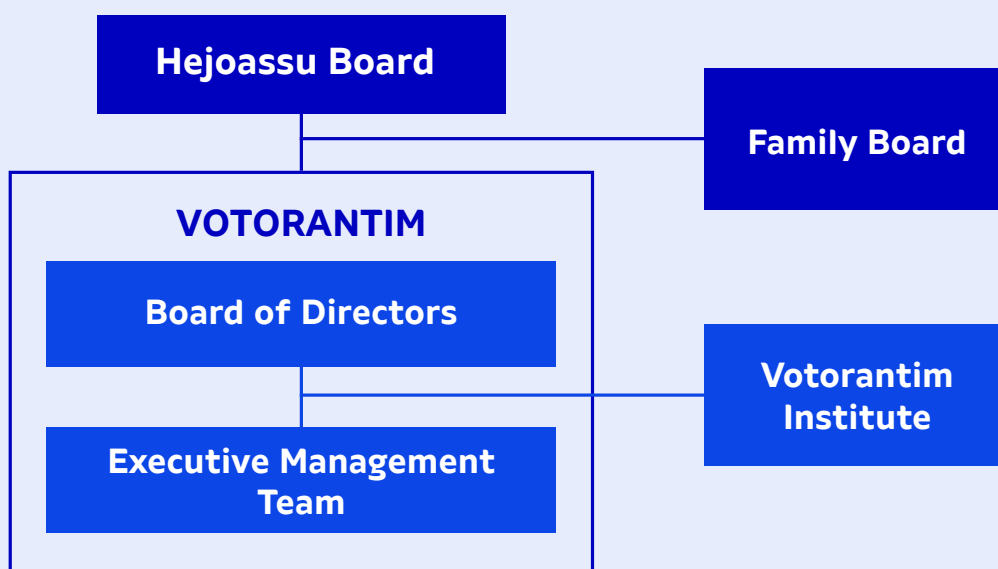 Hejoassu Board
Family Board
VOTORANTIM
Board of Directors
Votorantim
Institute
Executive Management
Team